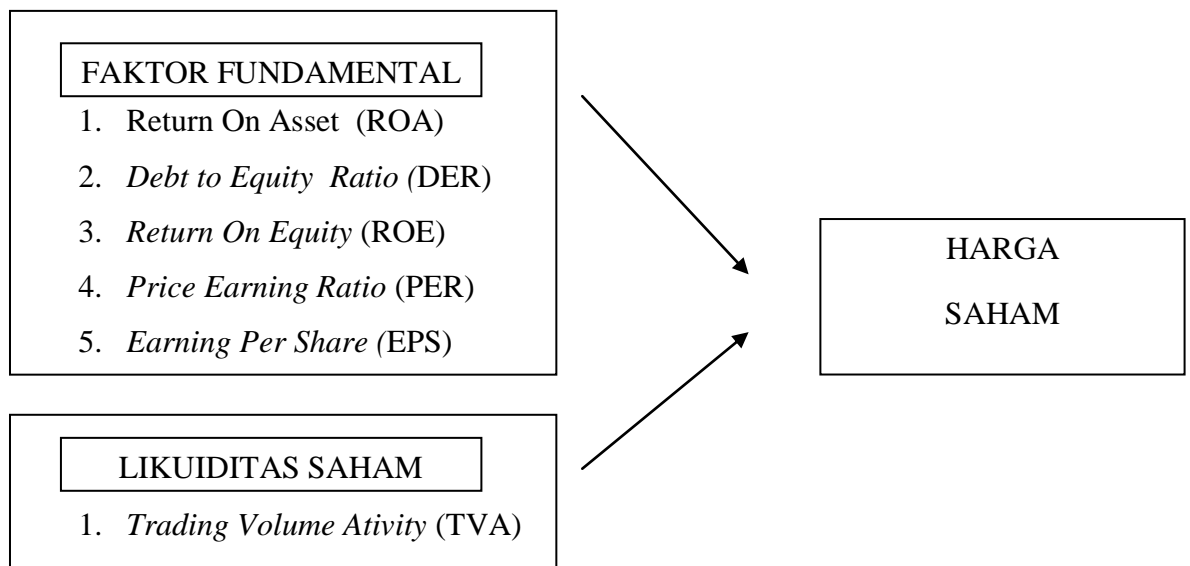 FAKTOR FUNDAMENTAL
1. Return On Asset (ROA)
2. Debt to Equity Ratio (DER)
3. Return On Equity (ROE)
4. Price Earning Ratio (PER)
5. Earning Per Share (EPS)
HARGA
SAHAM
LIKUIDITAS SAHAM
1. Trading Volume Ativity (TVA)